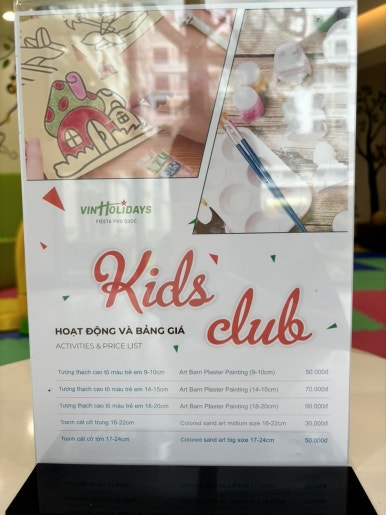 VINHOLIDAYS
FIESTA PHU QUOC
Kids
club
HOẠT ĐỘNG VÀ BẢNG GIÁ
ACTIVITIES & PRICE LIST
Tượng thạch cao tô màu trẻ em 9-10cm Art Barn Plaster Painting (9-10cm) 50.000đ
Tượng thạch cao tô màu trẻ em 14-15cm Art Barn Plaster Painting (14-15cm) 70.000đ
Tượng thạch cao tô màu trẻ em 18-20cm Art Barn Plaster Painting (18-20cm) 90.000đ
Tranh cát cỡ trung 16-22cm Colored sand art midium size 16-22cm 30.000đ
Tranh cát cỡ lớn 17-24cm Colored sand art big size 17-24cm 50.000đ